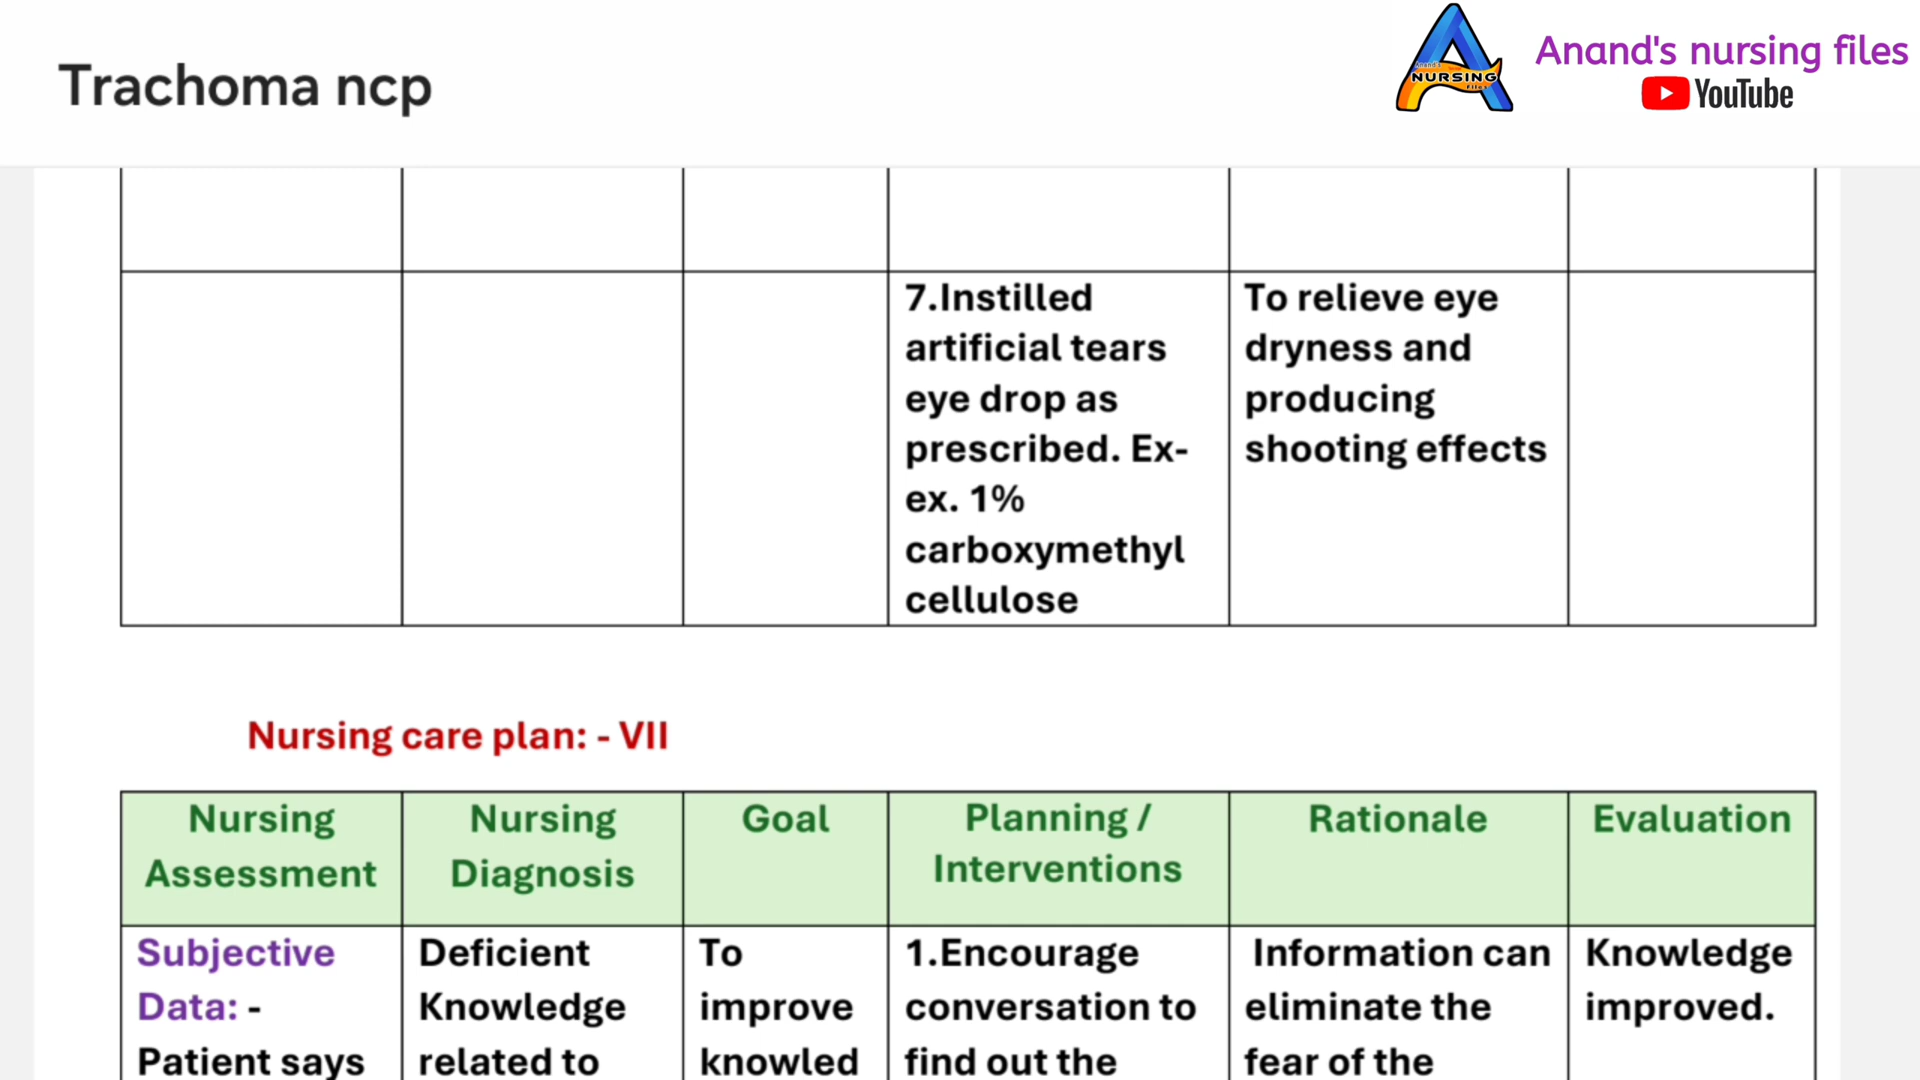 Trachoma ncp
Anand's
NURSING
Files
Anand's nursing files
YouTube
7.Instilled
artificial tears
eye drop as
prescribed. Ex-
ex. 1%
carboxymethyl
cellulose
To relieve eye
dryness and
producing
shooting effects
Nursing care plan: - VII
Nursing
Assessment
Nursing
Diagnosis
Goal
Planning /
Interventions
Rationale
Evaluation
Subjective
Data: -
Patient says
Deficient
Knowledge
related to
To
improve
knowled
1.Encourage
conversation to
find out the
Information can
eliminate the
fear of the
Knowledge
improved.